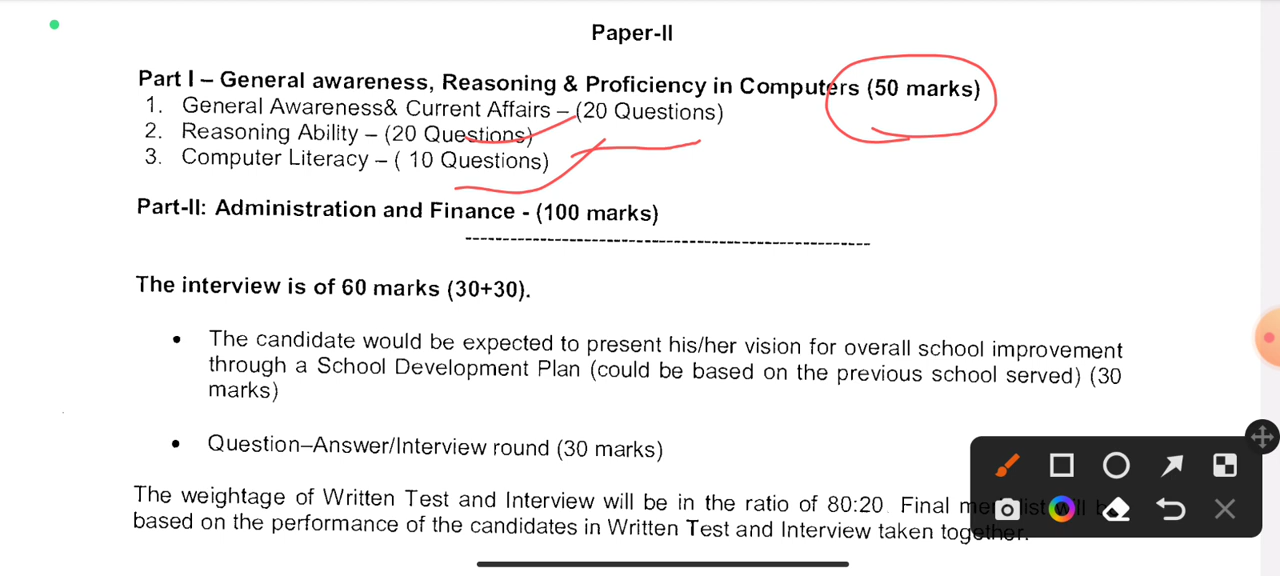 Paper-II
Part I – General awareness, Reasoning & Proficiency in Computers (50 marks)
1. General Awareness& Current Affairs – (20 Questions)
2. Reasoning Ability – (20 Questions)
3. Computer Literacy – ( 10 Questions)
Part-II: Administration and Finance - (100 marks)
The interview is of 60 marks (30+30).
• The candidate would be expected to present his/her vision for overall school improvement
through a School Development Plan (could be based on the previous school served) (30
marks)
• Question–Answer/Interview round (30 marks)
The weightage of Written Test and Interview will be in the ratio of 80:20. Final merit list will be
based on the performance of the candidates in Written Test and Interview taken together.